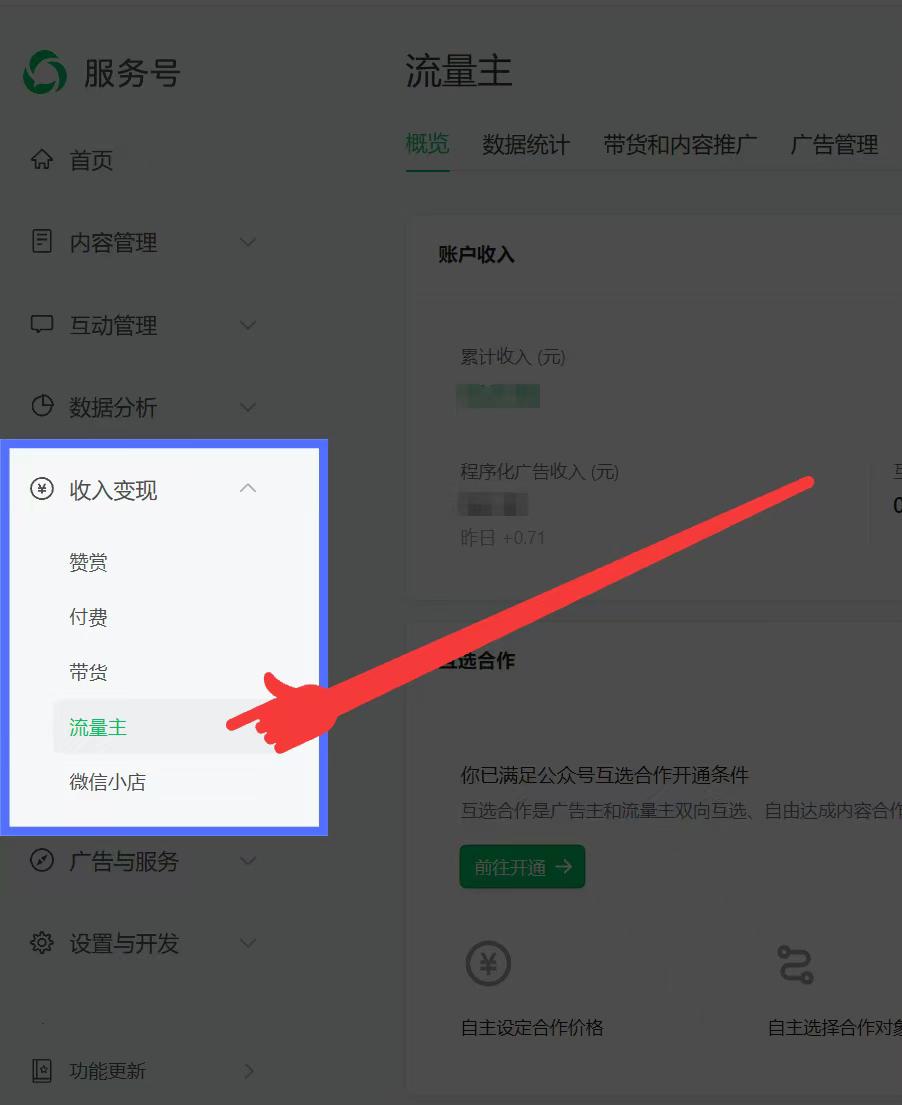 服务号
首页
内容管理
互动管理
数据分析
收入变现
赞赏
付费
带货
流量主
微信小店
广告与服务
设置与开发
功能更新
流量主
概览 数据统计 带货和内容推广 广告管理
账户收入
累计收入 (元)
程序化广告收入 (元)
昨日 +0.71
互选合作
你已满足公众号互选合作开通条件
互选合作是广告主和流量主双向互选、自由达成内容合作
前往开通 →
自主设定合作价格 自主选择合作对象